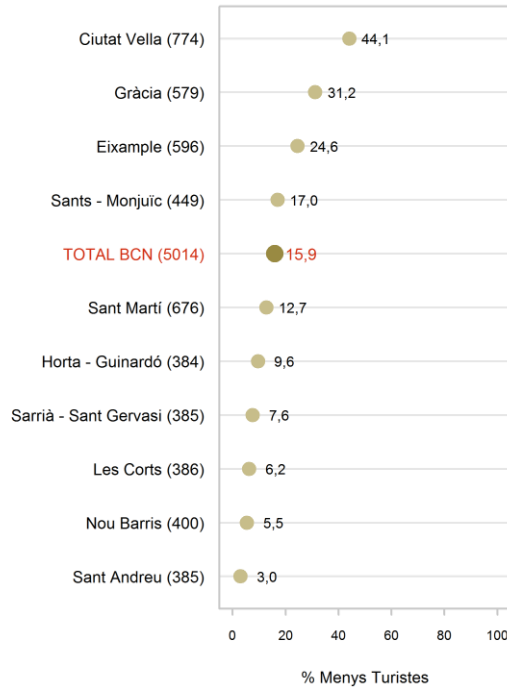 Ciutat Vella (774) 44,1
Gràcia (579) 31,2
Eixample (596) 24,6
Sants - Monjuïc (449) 17,0
TOTAL BCN (5014) 15,9
Sant Martí (676) 12,7
Horta - Guinardó (384) 9,6
Sarrià - Sant Gervasi (385) 7,6
Les Corts (386) 6,2
Nou Barris (400) 5,5
Sant Andreu (385) 3,0
0 20 40 60 80 100
% Menys Turistes